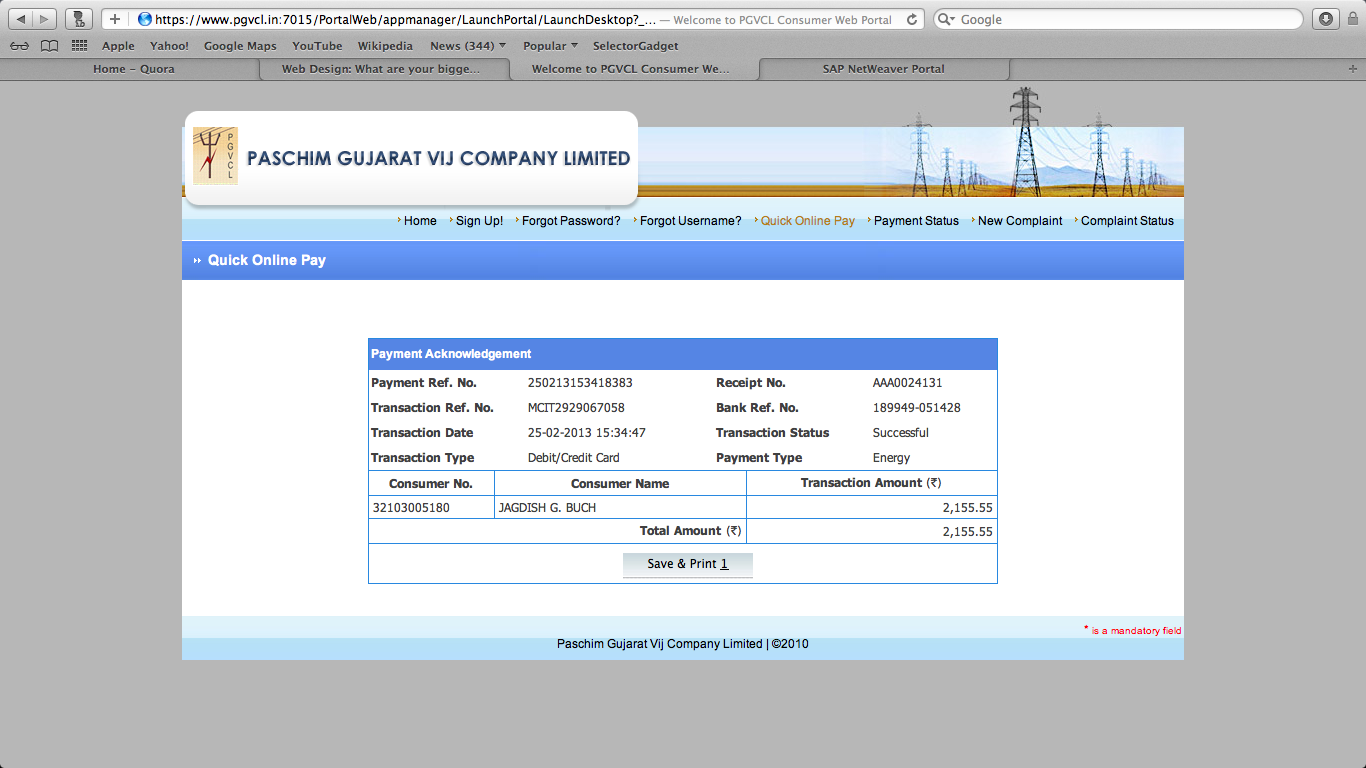 https://www.pgvcl.in:7015/PortalWeb/appmanager/LaunchPortal/LaunchDesktop?_... — Welcome to PGVCL Consumer Web Portal Google
Apple Yahoo! Google Maps YouTube Wikipedia News (344) Popular SelectorGadget
Home – Quora Web Design: What are your bigge... Welcome to PGVCL Consumer We... SAP NetWeaver Portal
PGVCL PASCHIM GUJARAT VIJ COMPANY LIMITED
Home Sign Up! Forgot Password? Forgot Username? Quick Online Pay Payment Status New Complaint Complaint Status
Quick Online Pay
Payment Acknowledgement
Payment Ref. No. 250213153418383 Receipt No. AAA0024131
Transaction Ref. No. MCIT2929067058 Bank Ref. No. 189949-051428
Transaction Date 25-02-2013 15:34:47 Transaction Status Successful
Transaction Type Debit/Credit Card Payment Type Energy
Consumer No. Consumer Name Transaction Amount (₹)
32103005180 JAGDISH G. BUCH 2,155.55
Total Amount (₹) 2,155.55
Save & Print 1
* is a mandatory field
Paschim Gujarat Vij Company Limited | ©2010